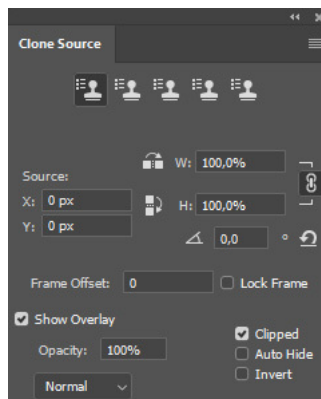 Clone Source
W: 100,0%
Source:
X: 0 px
H: 100,0%
Y: 0 px
0,0 °
Frame Offset: 0
Lock Frame
Show Overlay
Clipped
Opacity: 100%
Auto Hide
Invert
Normal